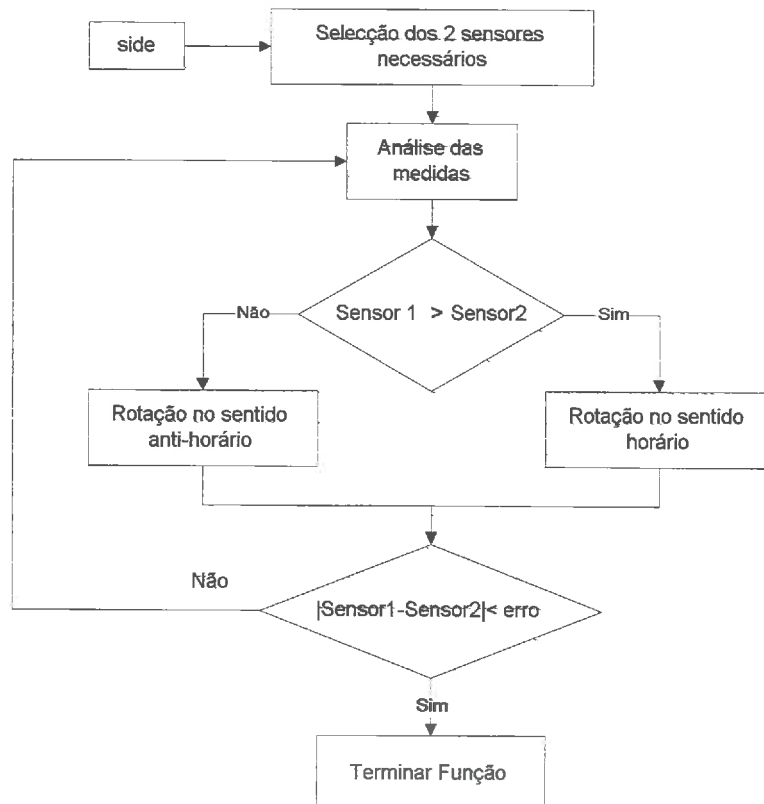 side
Selecção dos 2 sensores
necessários
Análise das
medidas
Sensor 1 > Sensor2
Não
Sim
Rotação no sentido
anti-horário
Rotação no sentido
horário
Não
|Sensor1-Sensor2|< erro
Sim
Terminar Função